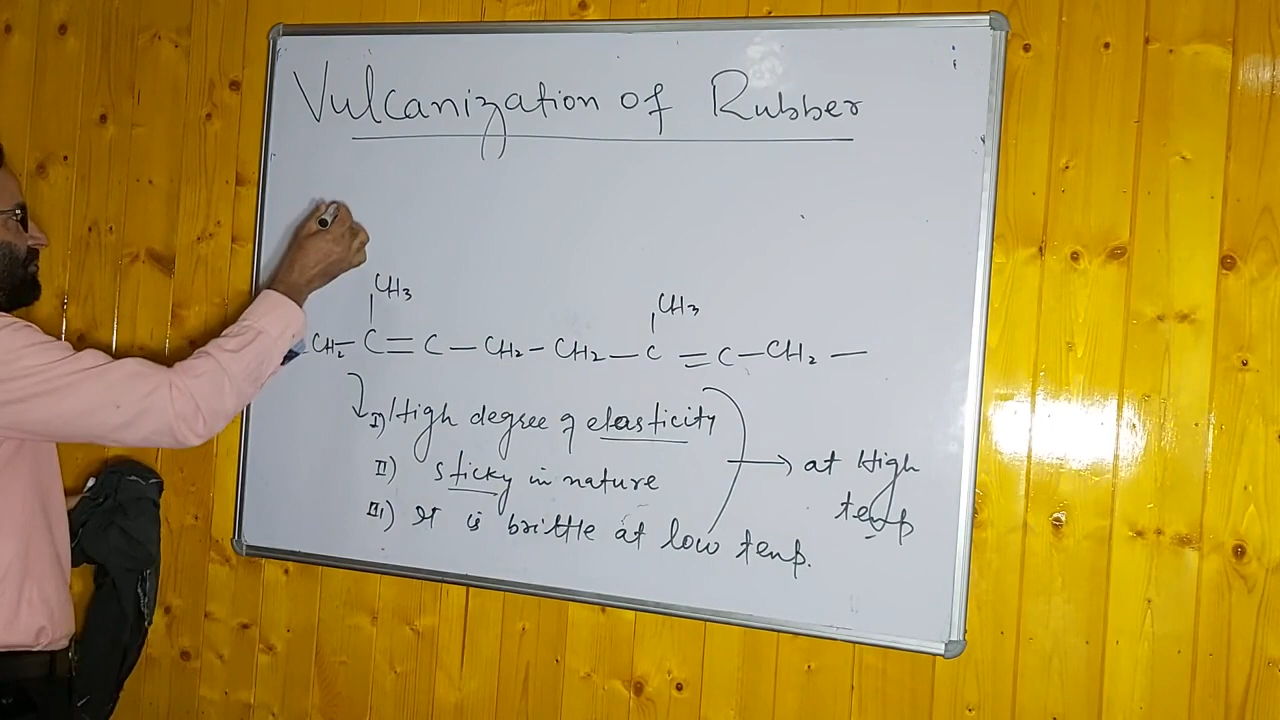 Vulcanization of Rubber
CH3
CH3
CH2-C=C-CH2-CH2-C=C-CH2-
I) High degree of elasticity
II) sticky in nature
at High
temp
III) It is brittle at low temp.